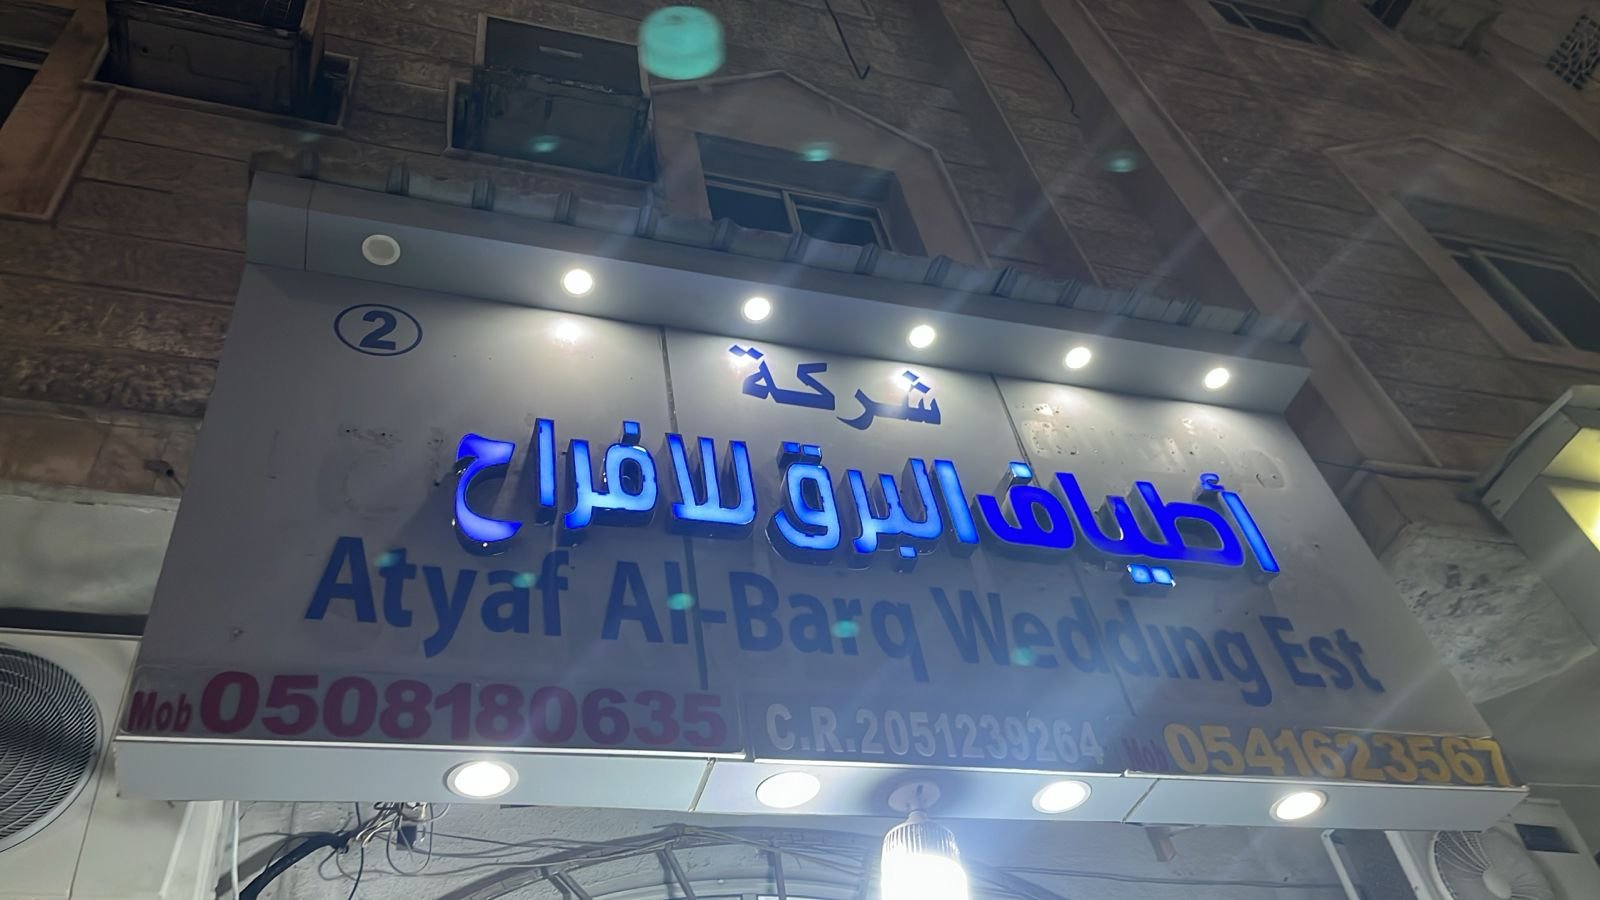 2
شركة
أطياف البرق للافراح
Atyaf Al-Barq Wedding Est
Mob 0508180635
C.R.2051239264
Mob 0541623567